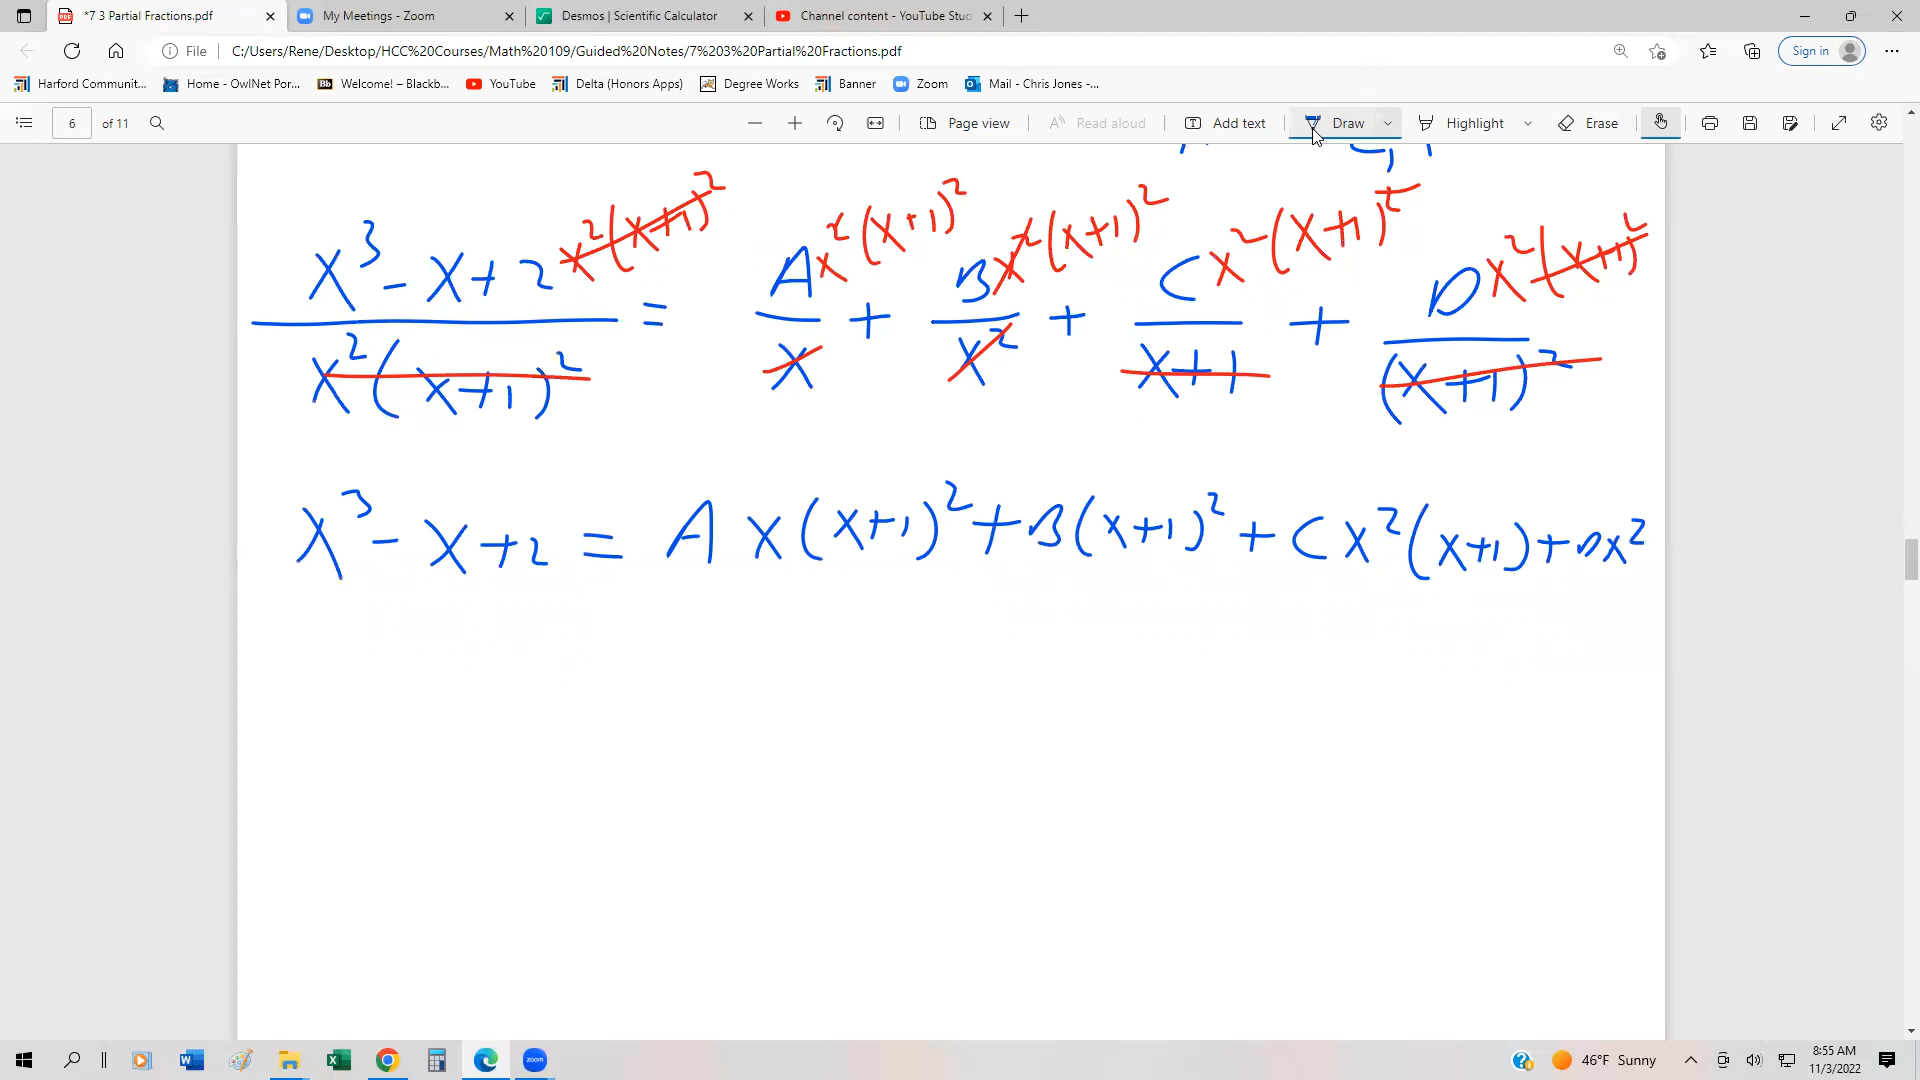 *7 3 Partial Fractions.pdf My Meetings - Zoom Desmos | Scientific Calculator Channel content - YouTube Stud
File C:/Users/Rene/Desktop/HCC%20Courses/Math%20109/Guided%20Notes/7%203%20Partial%20Fractions.pdf Sign in
Harford Communit... Home - OwlNet Por... Welcome! – Blackb... YouTube Delta (Honors Apps) Degree Works Banner Zoom Mail - Chris Jones -...
6 of 11 Page view Read aloud Add text Draw Highlight Erase
x³ - x + 2 x²(x+1)² A x²(x+1)² B x²(x+1)² C x²(x+1)² D x²(x+1)²
= + + +
x²(x+1)² x x² x+1 (x+1)²
x³ - x + 2 = A x(x+1)² + B(x+1)² + C x²(x+1) + Dx²
46°F Sunny 8:55 AM
11/3/2022